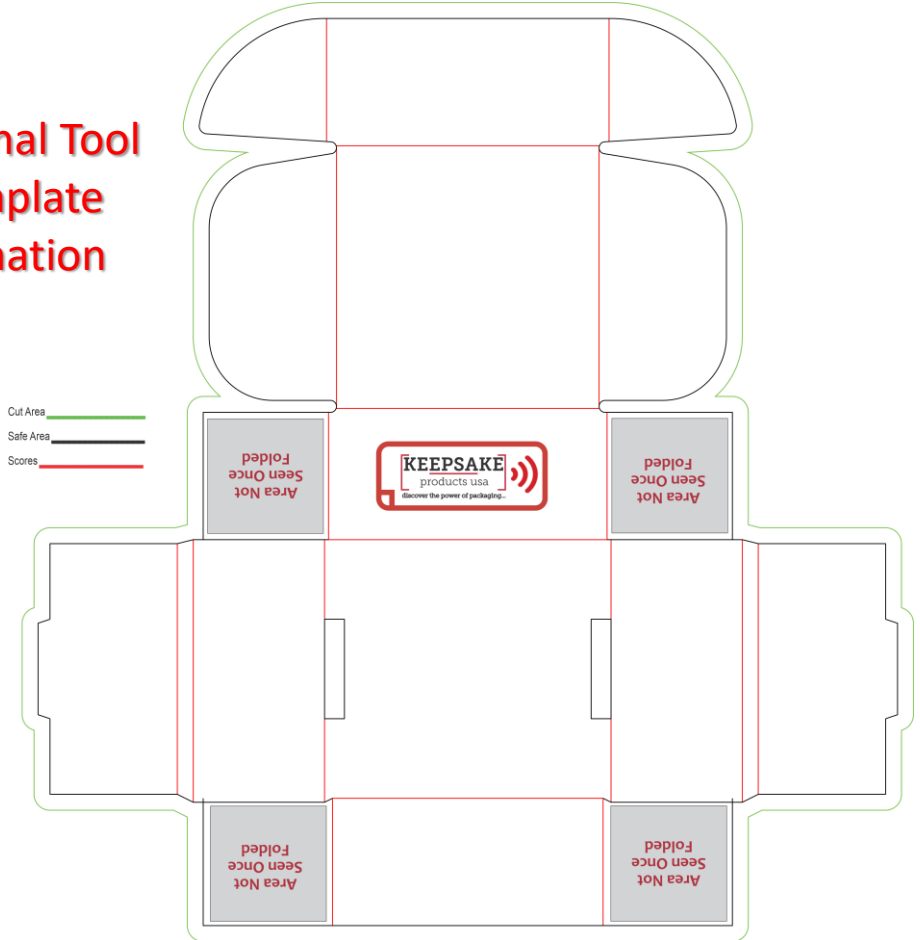 nal Tool
nplate
nation
Cut Area
Safe Area
Scores
Area Not
Seen Once
Folded
KEEPSAKE
products usa
discover the power of packaging...
Area Not
Seen Once
Folded
Area Not
Seen Once
Folded
Area Not
Seen Once
Folded